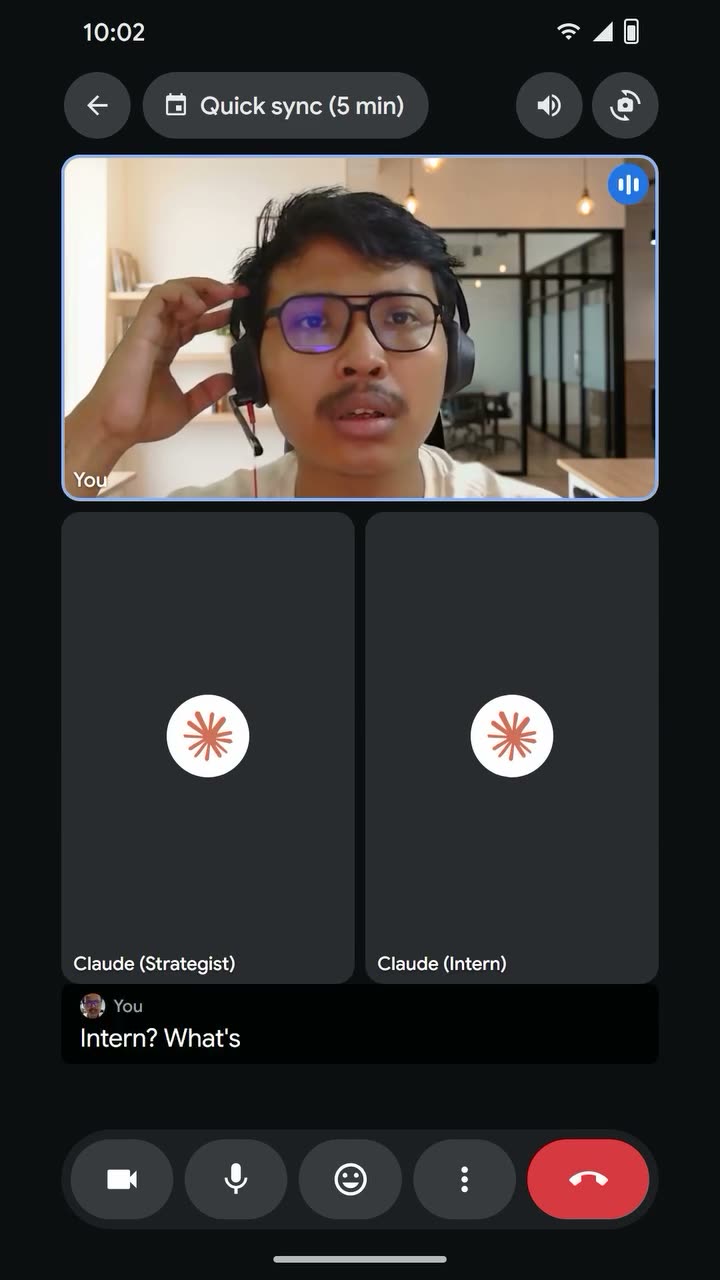 10:02
Quick sync (5 min)
You
Claude (Strategist)
Claude (Intern)
You
Intern? What's